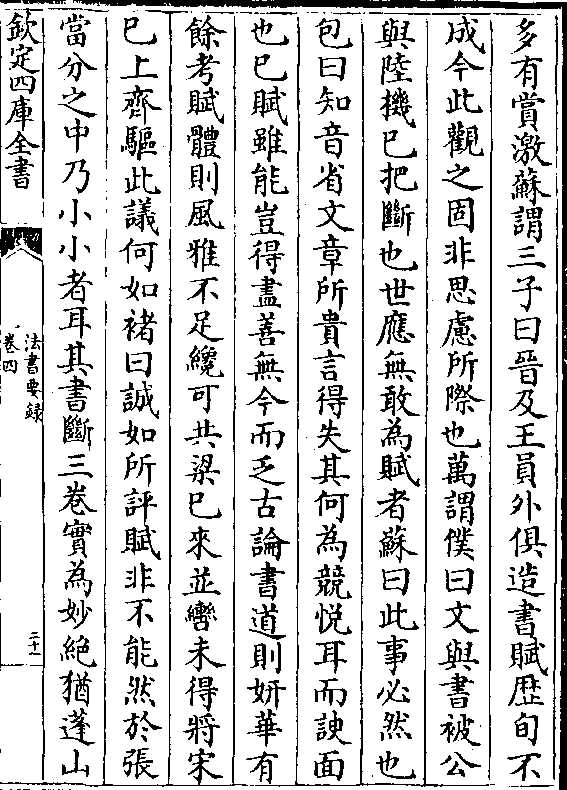 多有賞激蘇謂三子曰晉及王員外俱造書賦歴旬不
成今此觀之固非思慮所際也萬謂僕曰文與書被公
與陸機已把斷也世應無敢為賦者蘇曰此事必然也
包曰知音省文章所貴言得失其何為競悦耳而諛面
也已賦雖能豈得盡善無今而乏古論書道則妍華有
餘考賦體則風雅不足纔可共梁已來並轡未得將宋
已上齊驅此議何如褚曰誠如所評賦非不能然於張
當分之中乃小小者耳其書斷三卷實為妙絶猶蓬山
欽定四庫全書
法書要録
卷四
二十一